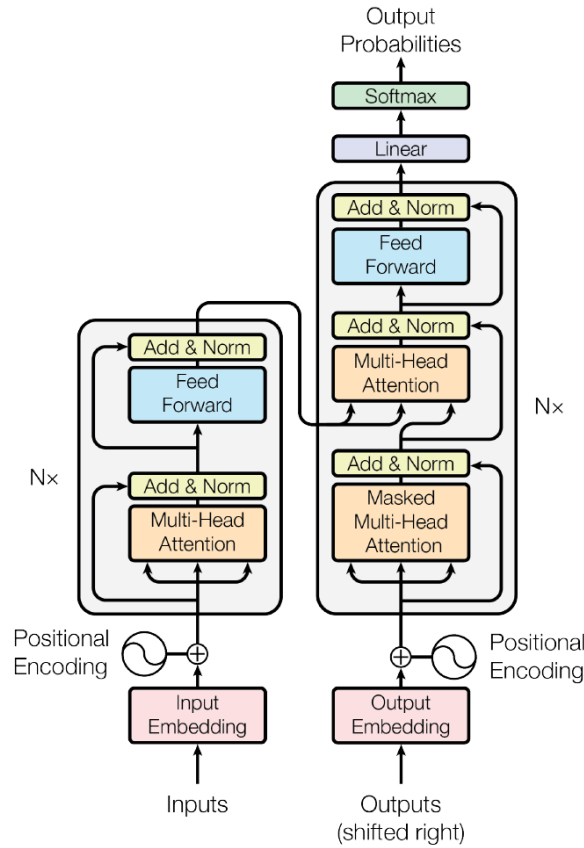 Output
Probabilities
Softmax
Linear
Add & Norm
Feed
Forward
Add & Norm
Multi-Head
Attention
N×
Add & Norm
Masked
Multi-Head
Attention
Add & Norm
Feed
Forward
N×
Add & Norm
Multi-Head
Attention
Positional
Encoding
Positional
Encoding
Input
Embedding
Output
Embedding
Inputs
Outputs
(shifted right)